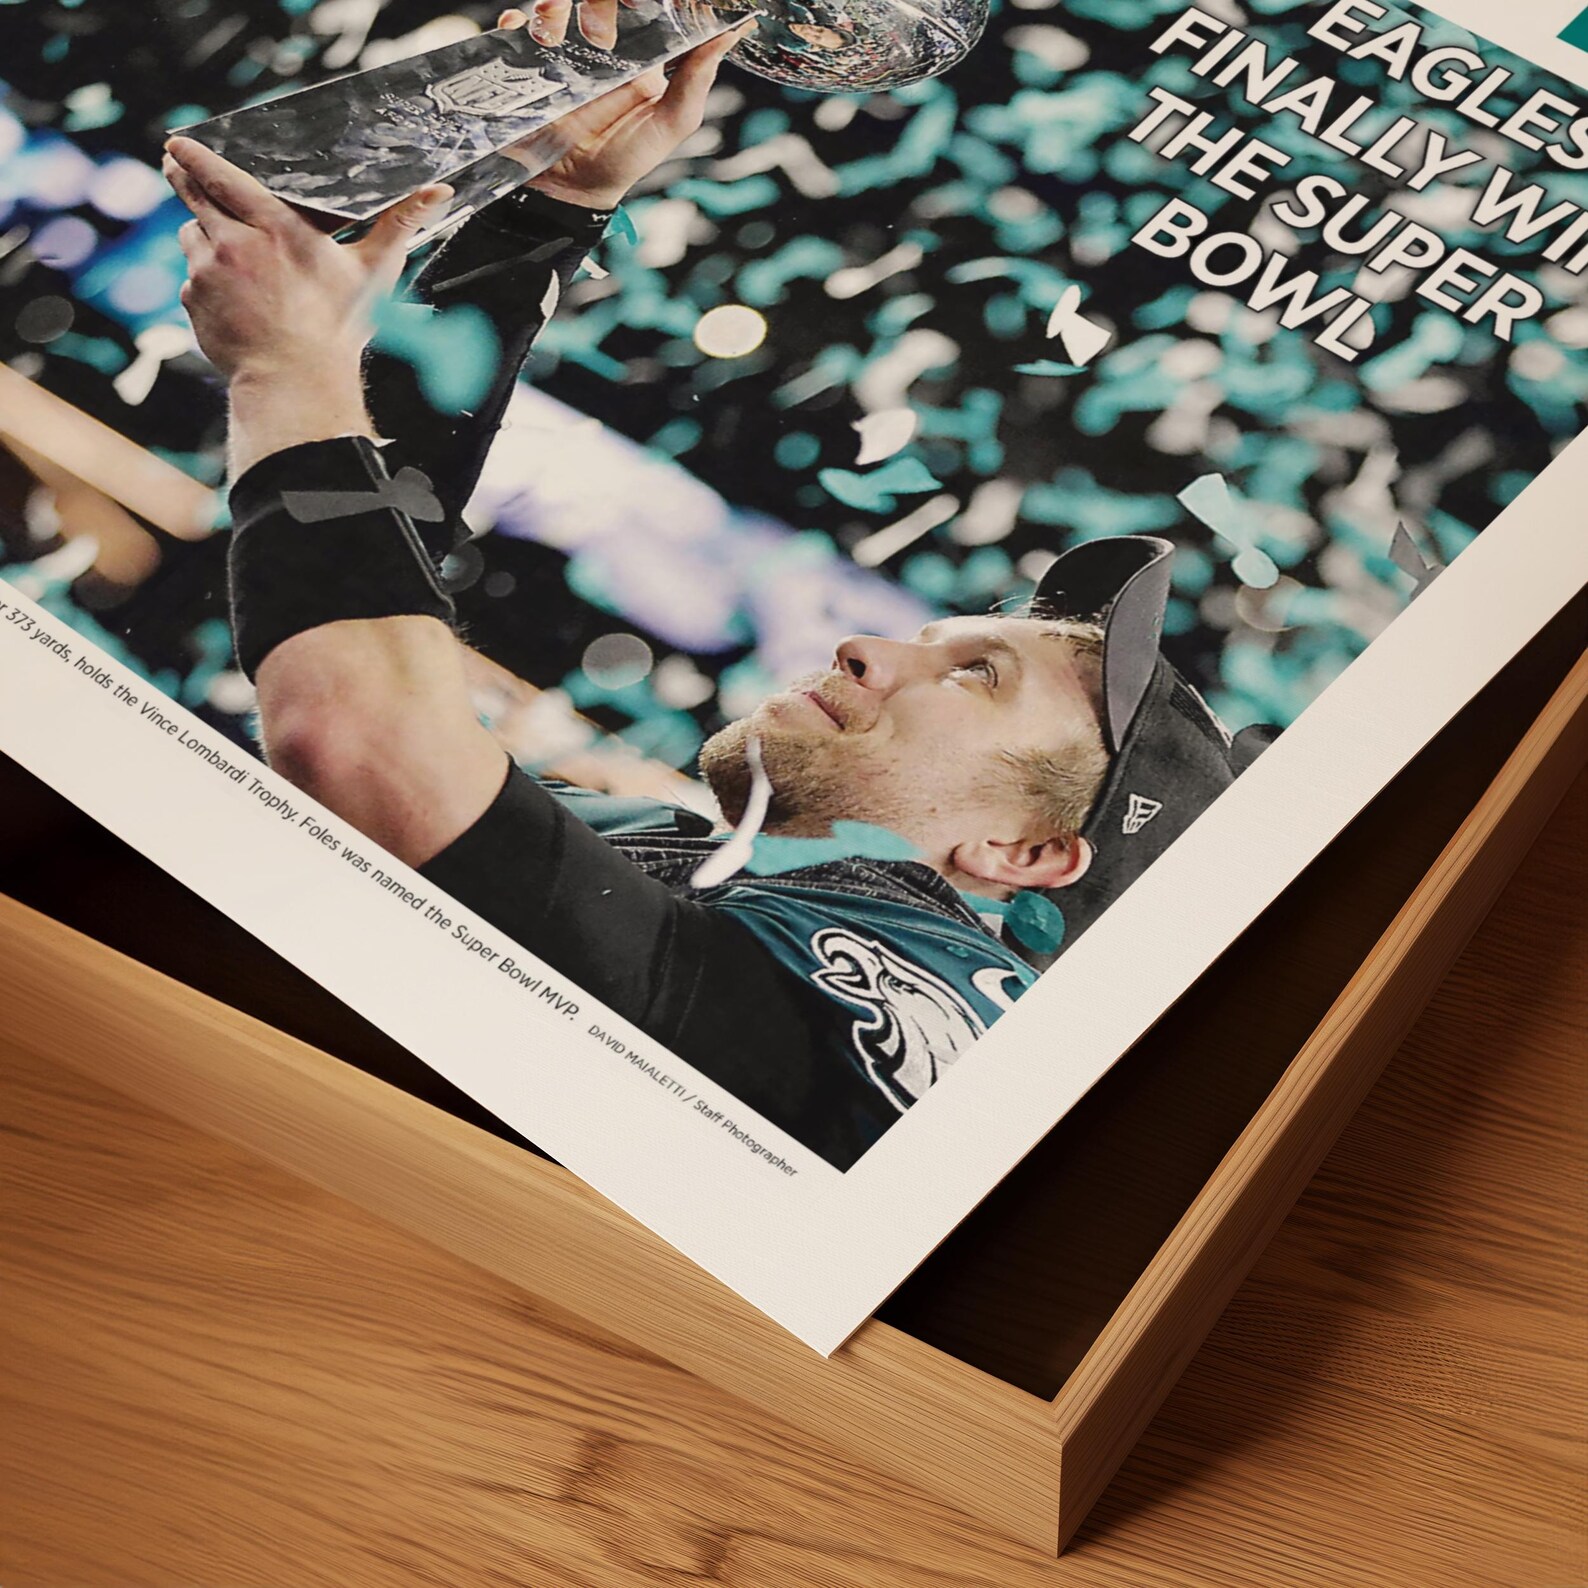 EAGLES
FINALLY WI
THE SUPER
BOWL
373 yards, holds the Vince Lombardi Trophy. Foles was named the Super Bowl MVP. DAVID MAIALETTI / Staff Photographer